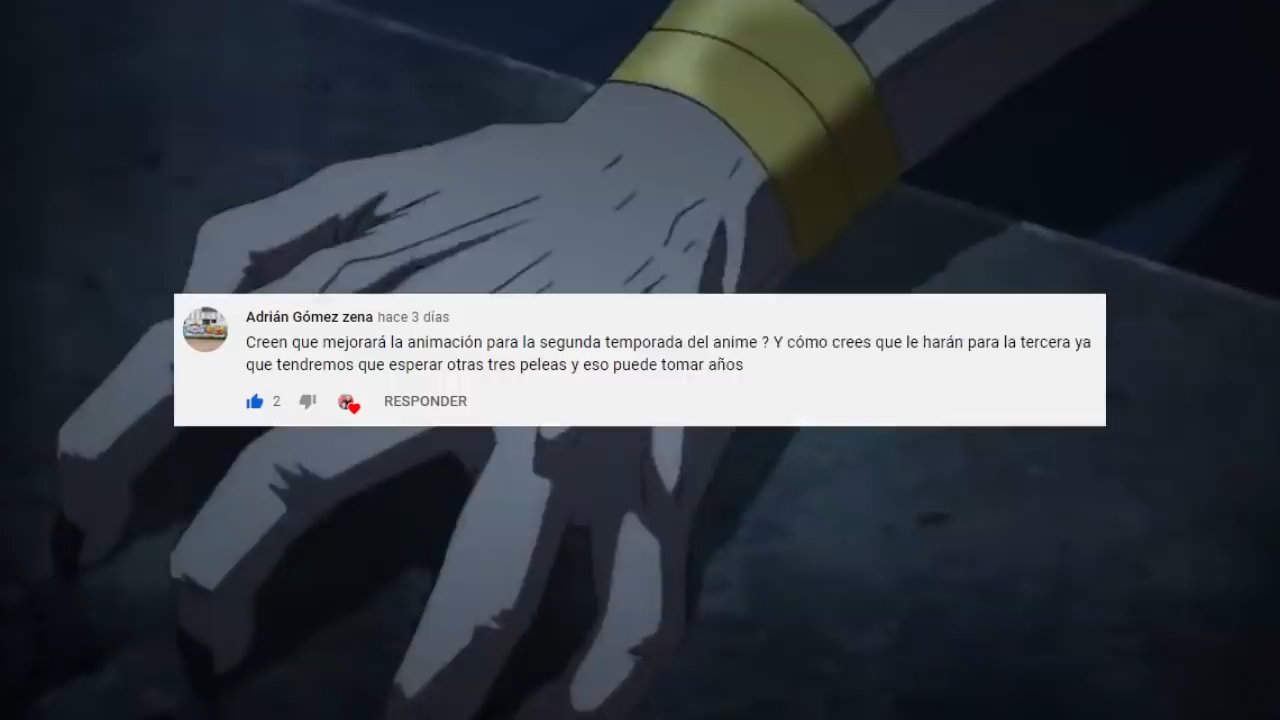 Adrián Gómez zena hace 3 días
Creen que mejorará la animación para la segunda temporada del anime ? Y cómo crees que le harán para la tercera ya
que tendremos que esperar otras tres peleas y eso puede tomar años
2 RESPONDER